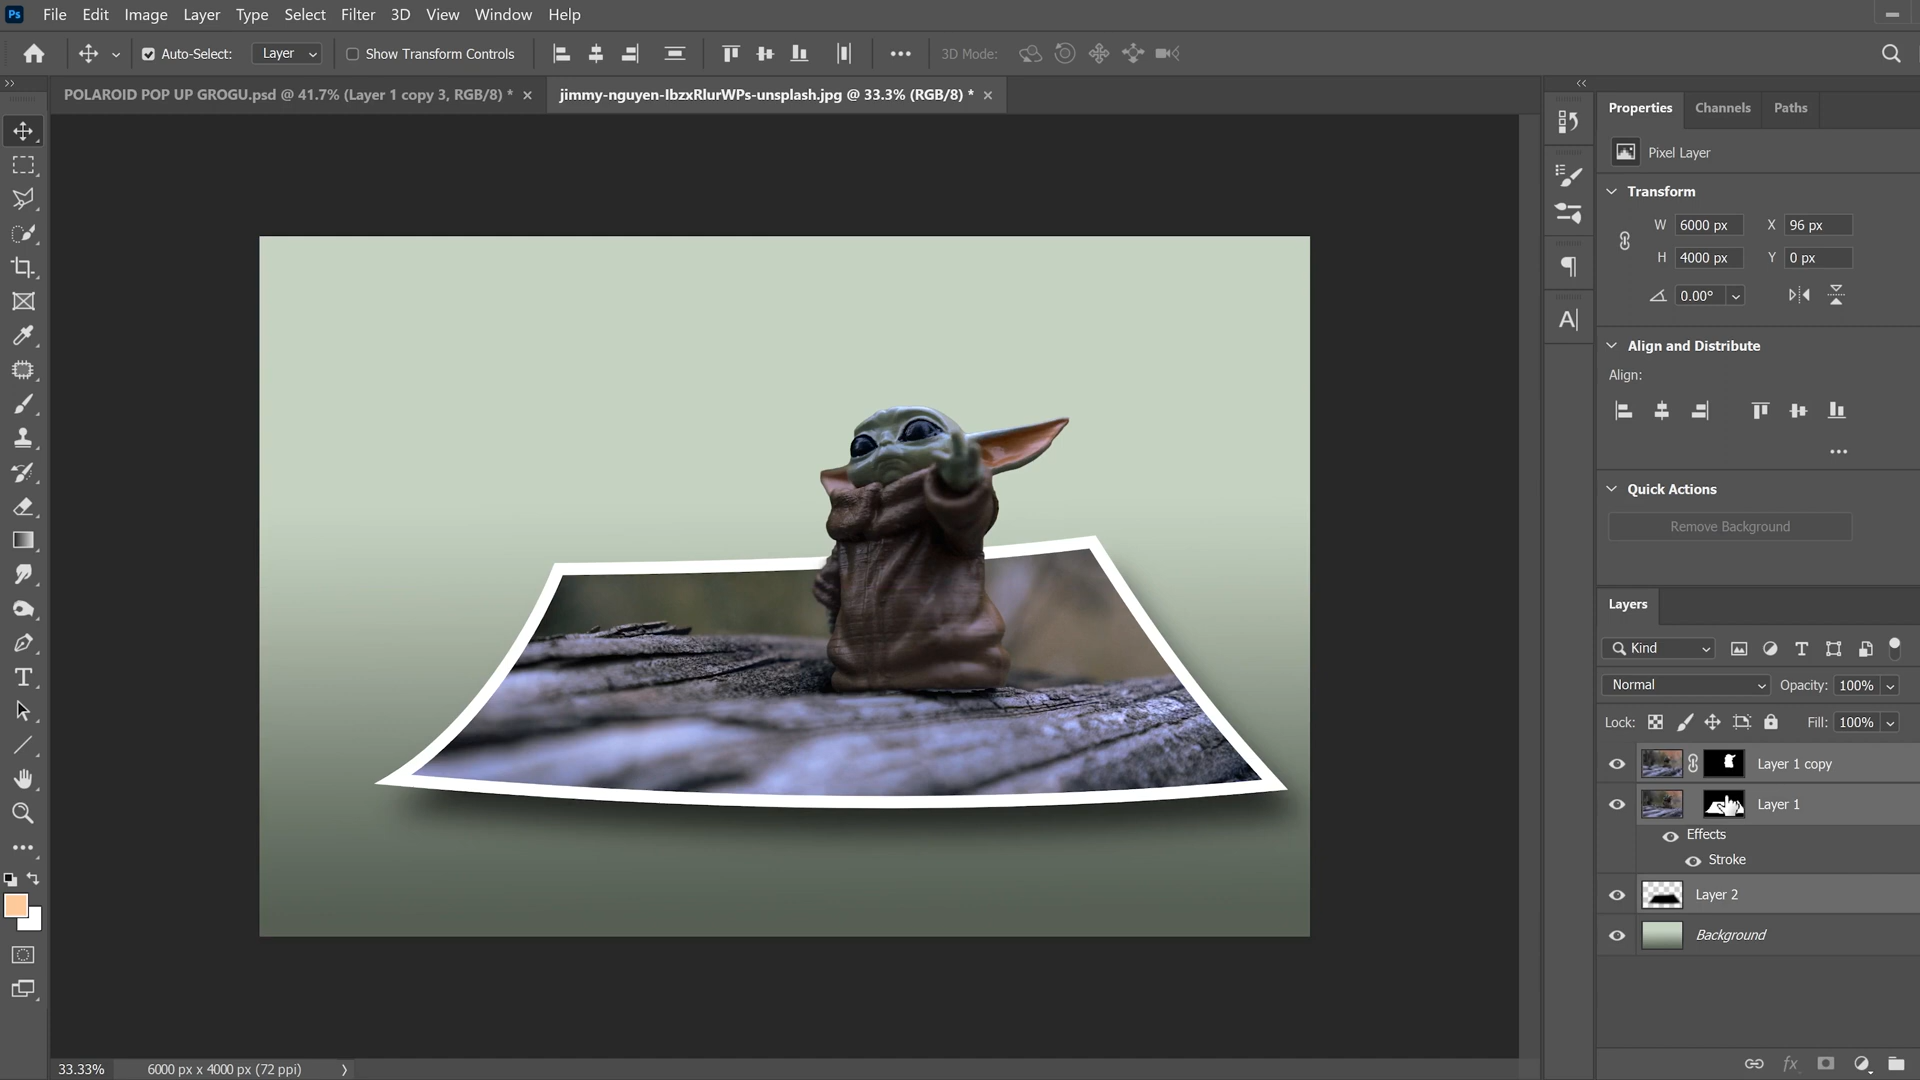 Ps File Edit Image Layer Type Select Filter 3D View Window Help
Auto-Select: Layer Show Transform Controls 3D Mode:
POLAROID POP UP GROGU.psd @ 41.7% (Layer 1 copy 3, RGB/8) * × jimmy-nguyen-IbzxRlurWPs-unsplash.jpg @ 33.3% (RGB/8) * ×
Properties Channels Paths
Pixel Layer
Transform
W 6000 px X 96 px
H 4000 px Y 0 px
0.00°
Align and Distribute
Align:
Quick Actions
Remove Background
Layers
Kind
Normal Opacity: 100%
Lock: Fill: 100%
Layer 1 copy
Layer 1
Effects
Stroke
Layer 2
Background
33.33% 6000 px x 4000 px (72 ppi)